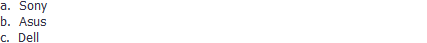 a. Sony
b. Asus
c. Dell